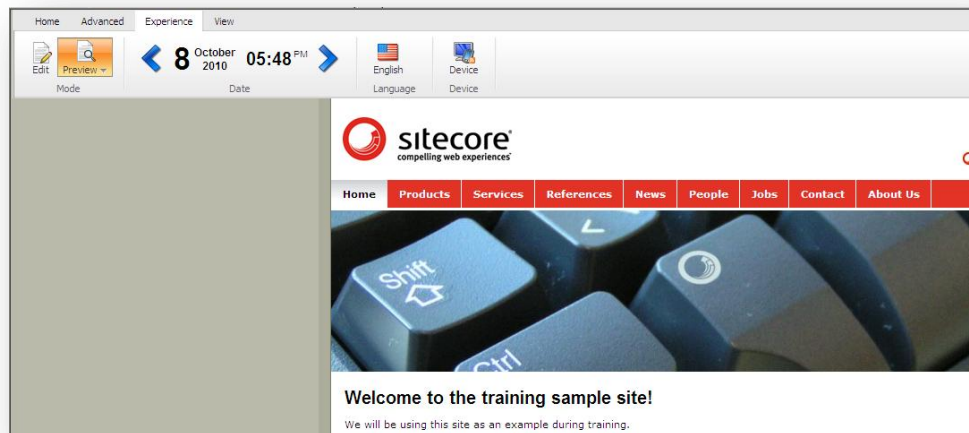 Home Advanced Experience View
Edit Preview
8 October 2010 05:48 PM
English
Device
Mode Date Language Device
sitecore
compelling web experiences
Home Products Services References News People Jobs Contact About Us
Shift
Ctrl
Welcome to the training sample site!
We will be using this site as an example during training.